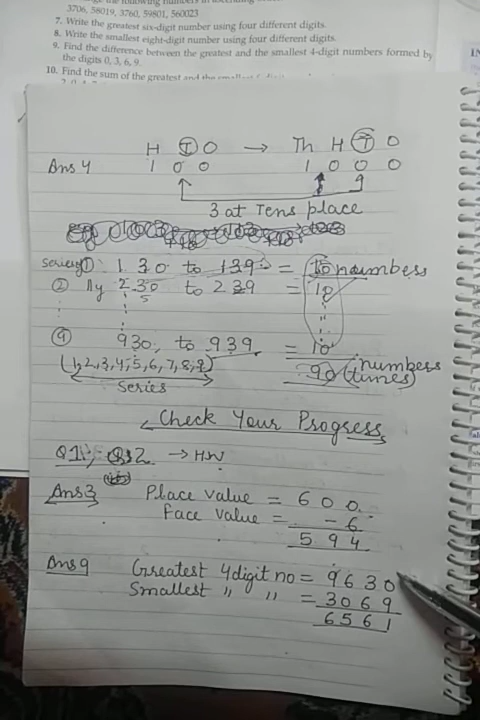 3706, 58019, 3760, 59801, 560023
7. Write the greatest six-digit number using four different digits.
8. Write the smallest eight-digit number using four different digits.
9. Find the difference between the greatest and the smallest 4-digit numbers formed by
the digits 0, 3, 6, 9.
10. Find the sum of the greatest and the
H T O → Th H T O
Ans 4 1 0 0 1 0 0 0
9
3 at Tens place
series ① : 130 to 139 = 10 numbers
② lly 230 to 239 = 10
⑨ 930 to 939 = 10
(1,2,3,4,5,6,7,8,9) 90 numbers (times)
Series
Check Your Progress
Q1, Q2 → HW
Ans3 Place value = 600
Face value = - 6
594
Ans 9 Greatest 4 digit no = 9630
Smallest " " = 3069
6561